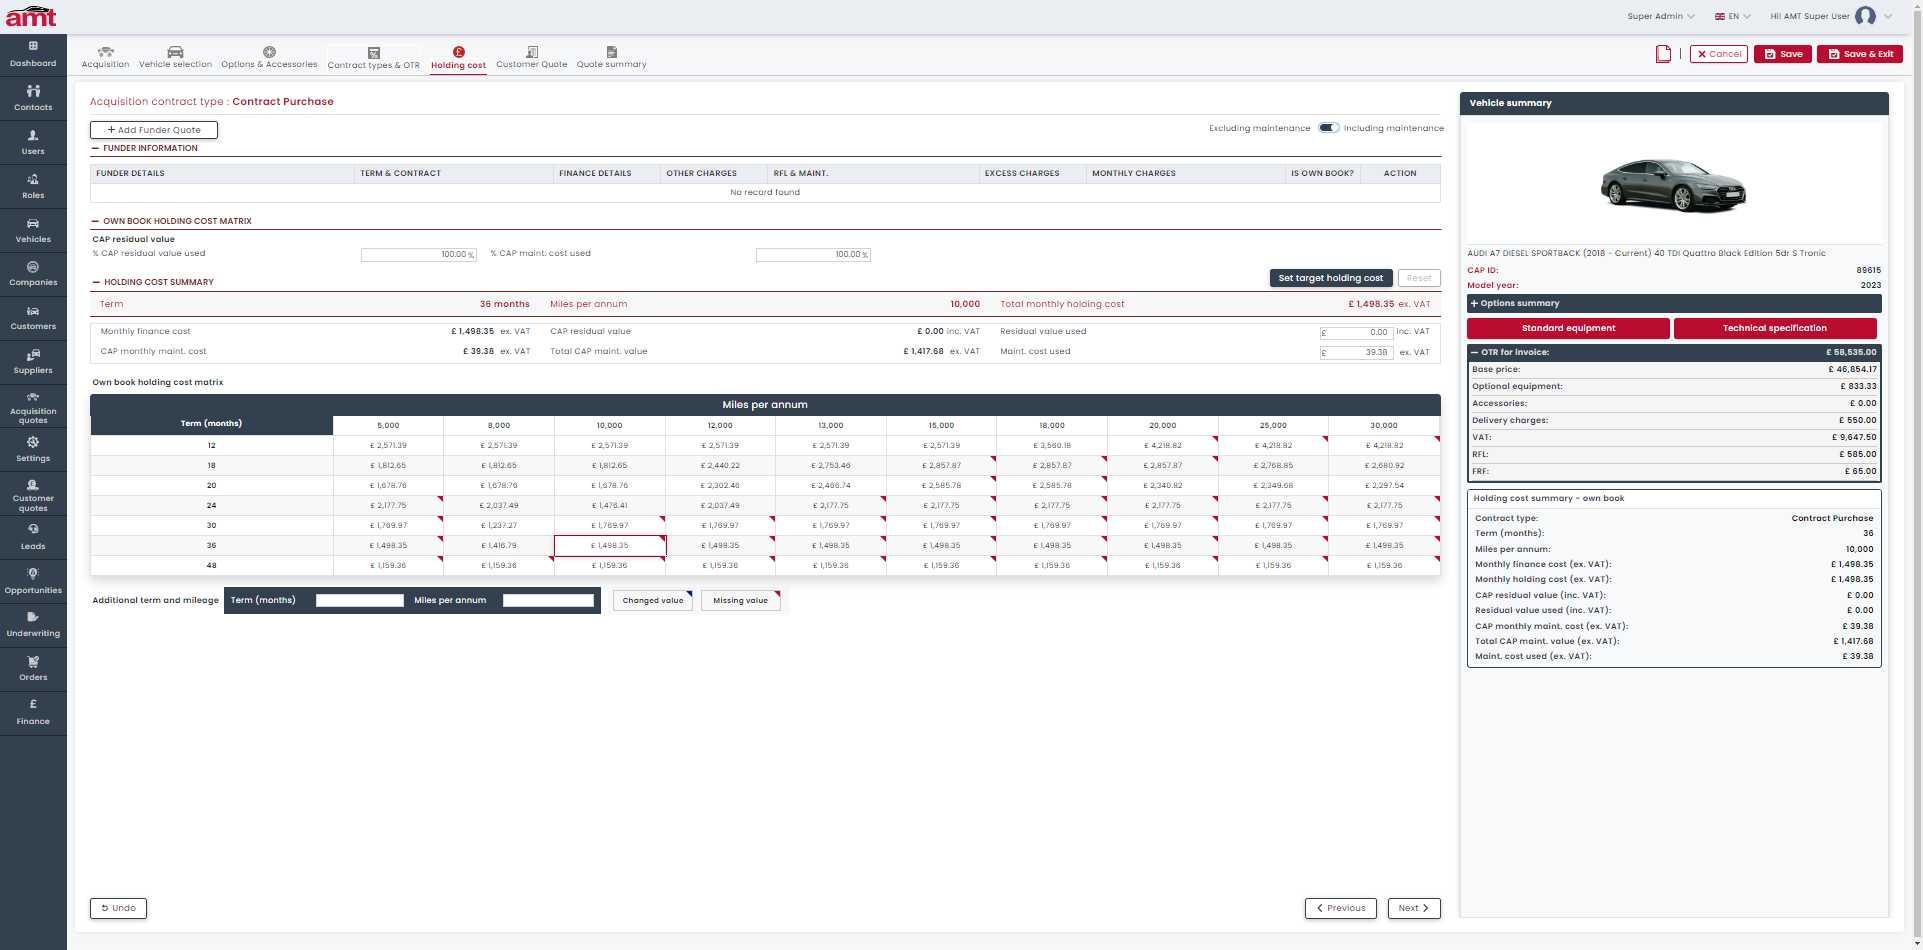 amt
Super Admin
EN
Hi! AMT Super User
Dashboard
Contacts
Users
Roles
Vehicles
Companies
Customers
Suppliers
Acquisition quotes
Settings
Customer quotes
Leads
Opportunities
Underwriting
Orders
Finance
Acquisition Vehicle selection Options & Accessories Contract types & OTR Holding cost Customer Quote Quote summary
Cancel Save Save & Exit
Acquisition contract type : Contract Purchase
+ Add Funder Quote
Excluding maintenance Including maintenance
FUNDER INFORMATION
FUNDER DETAILS TERM & CONTRACT FINANCE DETAILS OTHER CHARGES RFL & MAINT. EXCESS CHARGES MONTHLY CHARGES IS OWN BOOK? ACTION
No record found
OWN BOOK HOLDING COST MATRIX
CAP residual value
% CAP residual value used 100.00 % % CAP maint. cost used 100.00 %
HOLDING COST SUMMARY
Set target holding cost Reset
Term 36 months Miles per annum 10,000 Total monthly holding cost £ 1,498.35 ex. VAT
Monthly finance cost £ 1,498.35 ex. VAT CAP residual value £ 0.00 inc. VAT Residual value used £ 0.00 inc. VAT
CAP monthly maint. cost £ 39.38 ex. VAT Total CAP maint. value £ 1,417.68 ex. VAT Maint. cost used £ 39.38 ex. VAT
Own book holding cost matrix
Miles per annum
Term (months) 5,000 8,000 10,000 12,000 13,000 15,000 18,000 20,000 25,000 30,000
12 £ 2,571.39 £ 2,571.39 £ 2,571.39 £ 2,571.39 £ 2,571.39 £ 2,571.39 £ 3,560.18 £ 4,218.82 £ 4,218.82 £ 4,218.82
18 £ 1,812.65 £ 1,812.65 £ 1,812.65 £ 2,440.22 £ 2,753.46 £ 2,857.87 £ 2,857.87 £ 2,857.87 £ 2,768.85 £ 2,680.92
20 £ 1,678.76 £ 1,678.76 £ 1,678.76 £ 2,302.46 £ 2,466.74 £ 2,585.78 £ 2,585.78 £ 2,340.82 £ 2,349.68 £ 2,297.54
24 £ 2,177.75 £ 2,037.49 £ 1,476.41 £ 2,037.49 £ 2,177.75 £ 2,177.75 £ 2,177.75 £ 2,177.75 £ 2,177.75 £ 2,177.75
30 £ 1,769.97 £ 1,237.27 £ 1,769.97 £ 1,769.97 £ 1,769.97 £ 1,769.97 £ 1,769.97 £ 1,769.97 £ 1,769.97 £ 1,769.97
36 £ 1,498.35 £ 1,416.79 £ 1,498.35 £ 1,498.35 £ 1,498.35 £ 1,498.35 £ 1,498.35 £ 1,498.35 £ 1,498.35 £ 1,498.35
48 £ 1,159.36 £ 1,159.36 £ 1,159.36 £ 1,159.36 £ 1,159.36 £ 1,159.36 £ 1,159.36 £ 1,159.36 £ 1,159.36 £ 1,159.36
Additional term and mileage Term (months) Miles per annum Changed value Missing value
Undo
Previous Next
Vehicle summary
AUDI A7 DIESEL SPORTBACK (2018 - Current) 40 TDI Quattro Black Edition 5dr S Tronic
CAP ID: 89615
Model year: 2023
+ Options summary
Standard equipment Technical specification
OTR for invoice: £ 58,535.00
Base price: £ 46,854.17
Optional equipment: £ 833.33
Accessories: £ 0.00
Delivery charges: £ 550.00
VAT: £ 9,647.50
RFL: £ 585.00
FRF: £ 65.00
Holding cost summary - own book
Contract type: Contract Purchase
Term (months): 36
Miles per annum: 10,000
Monthly finance cost (ex. VAT): £ 1,498.35
Monthly holding cost (ex. VAT): £ 1,498.35
CAP residual value (inc. VAT): £ 0.00
Residual value used (inc. VAT): £ 0.00
CAP monthly maint. cost (ex. VAT): £ 39.38
Total CAP maint. value (ex. VAT): £ 1,417.68
Maint. cost used (ex. VAT): £ 39.38